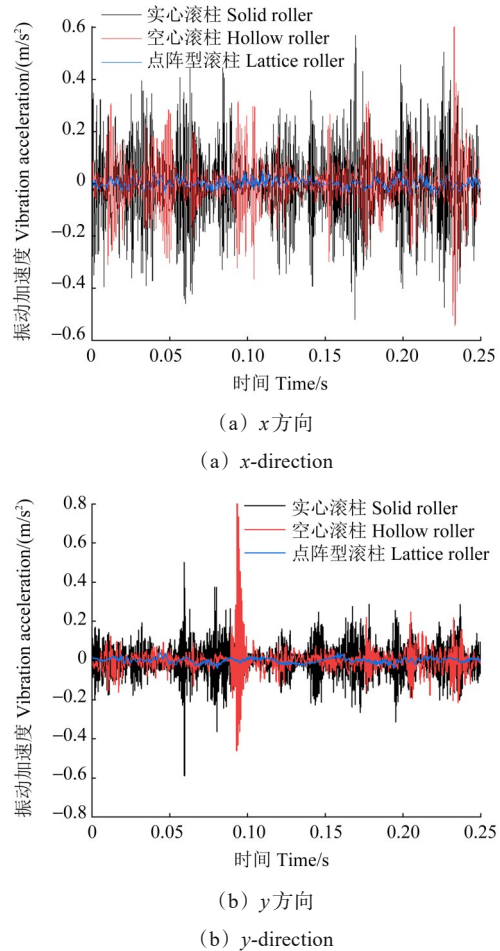 实心滚柱 Solid roller
空心滚柱 Hollow roller
点阵型滚柱 Lattice roller
振动加速度 Vibration acceleration/(m/s²)
0.6
0.4
0.2
0
−0.2
−0.4
−0.6
0 0.05 0.10 0.15 0.20 0.25
时间 Time/s
（a）x方向
（a）x-direction
实心滚柱 Solid roller
空心滚柱 Hollow roller
点阵型滚柱 Lattice roller
振动加速度 Vibration acceleration/(m/s²)
0.8
0.6
0.4
0.2
0
−0.2
−0.4
−0.6
−0.8
0 0.05 0.10 0.15 0.20 0.25
时间 Time/s
（b）y方向
（b）y-direction